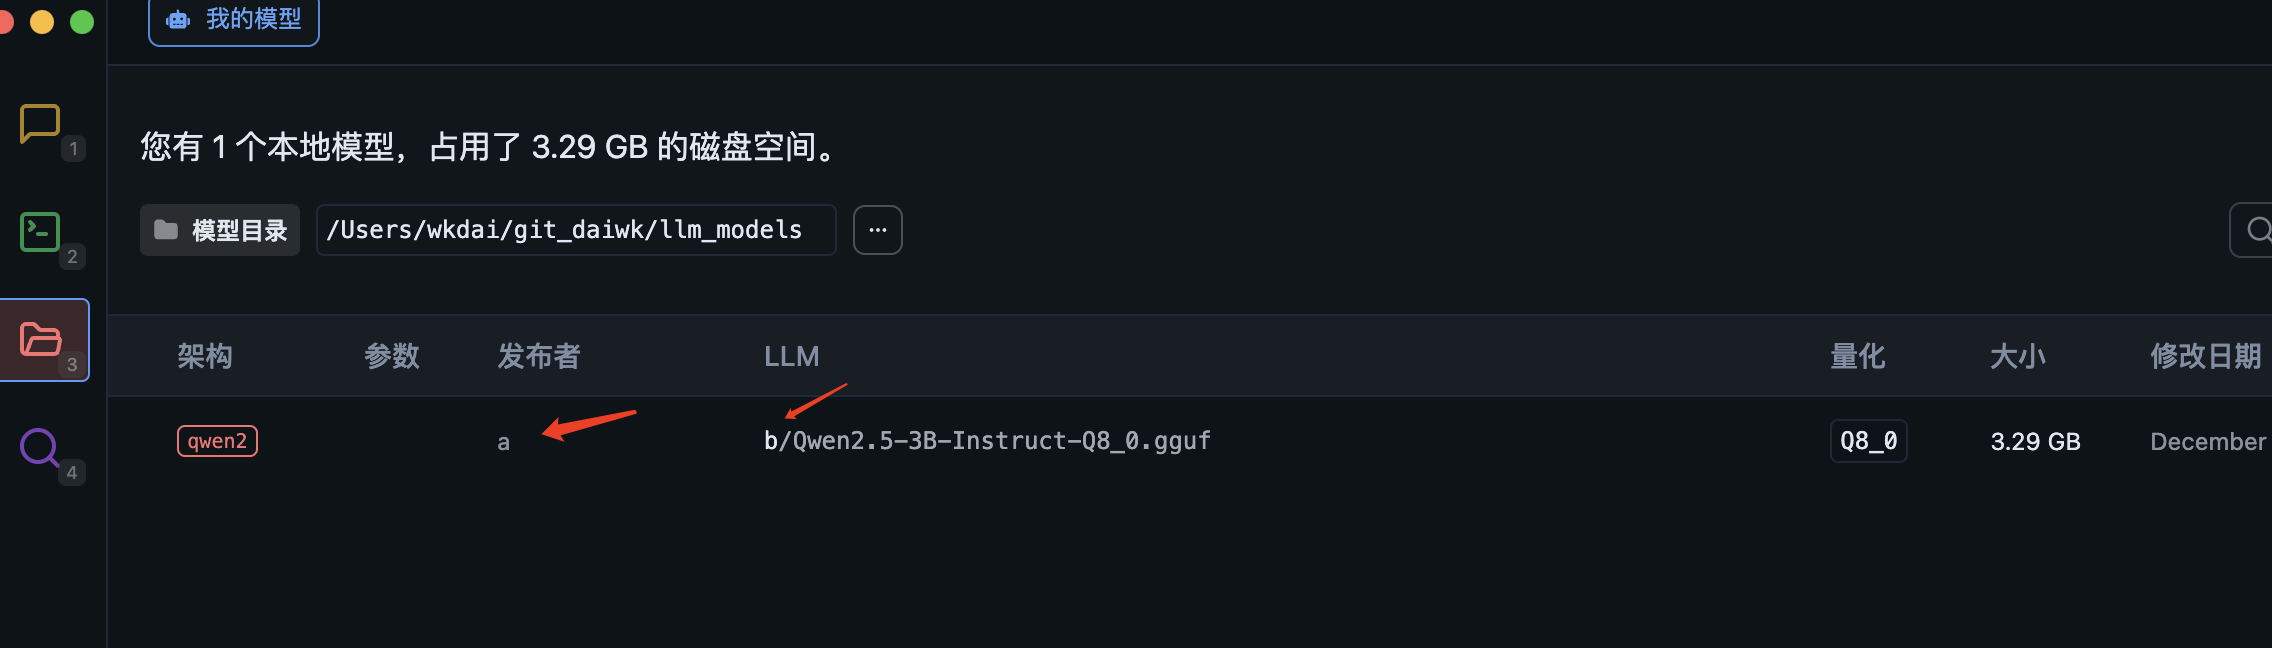 我的模型
1
您有 1 个本地模型，占用了 3.29 GB 的磁盘空间。
模型目录 /Users/wkdai/git_daiwk/llm_models ...
2
架构 参数 发布者 LLM 量化 大小 修改日期
3
qwen2 a b/Qwen2.5-3B-Instruct-Q8_0.gguf Q8_0 3.29 GB December
4